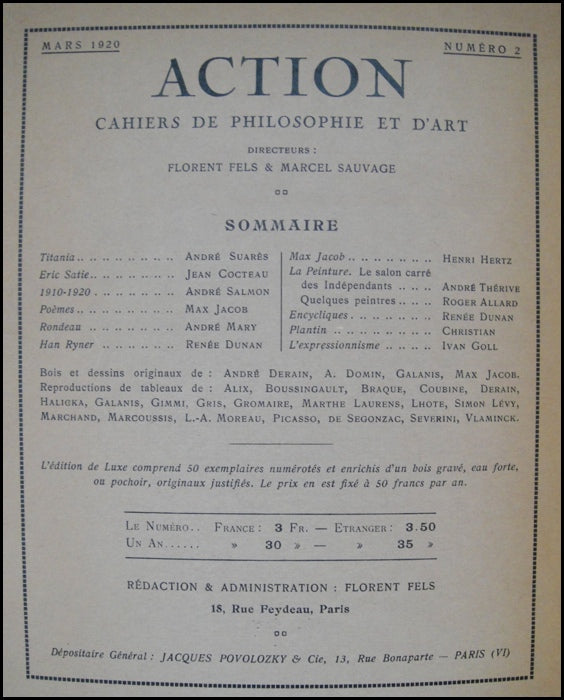 MARS 1920
NUMÉRO 2
ACTION
CAHIERS DE PHILOSOPHIE ET D'ART
DIRECTEURS :
FLORENT FELS & MARCEL SAUVAGE
SOMMAIRE
Titania.. .. .. .. .. .. .. .. ANDRÉ SUARÈS
Eric Satie.. .. .. .. .. .. .. JEAN COCTEAU
1910-1920 . .. .. .. .. .. .. ANDRÉ SALMON
Poèmes.. .. .. .. .. .. .. .. MAX JACOB
Rondeau .. .. .. .. .. .. .. ANDRÉ MARY
Han Ryner .. .. .. .. .. .. RENÉE DUNAN
Max Jacob .. .. .. .. .. .. .. HENRI HERTZ
La Peinture. Le salon carré
des Indépendants .. .. .. ANDRÉ THÉRIVE
Quelques peintres .. .. .. ROGER ALLARD
Encycliques. .. .. .. .. .. .. RENÉE DUNAN
Plantin .. .. .. .. .. .. .. .. CHRISTIAN
L'expressionnisme .. .. .. .. IVAN GOLL
Bois et dessins originaux de : ANDRÉ DERAIN, A. DOMIN, GALANIS, MAX JACOB.
Reproductions de tableaux de : ALIX, BOUSSINGAULT, BRAQUE, COUBINE, DERAIN,
HALICKA, GALANIS, GIMMI, GRIS, GROMAIRE, MARTHE LAURENS, LHOTE, SIMON LÉVY,
MARCHAND, MARCOUSSIS, L.-A. MOREAU, PICASSO, DE SEGONZAC, SEVERINI, VLAMINCK.
L'édition de Luxe comprend 50 exemplaires numérotés et enrichis d'un bois gravé, eau forte,
ou pochoir, originaux justifiés. Le prix en est fixé à 50 francs par an.
LE NUMÉRO.. FRANCE : 3 FR. — ETRANGER : 3.50
UN AN...... » 30 » — » 35 »
RÉDACTION & ADMINISTRATION : FLORENT FELS
18, Rue Feydeau, Paris
Dépositaire Général : JACQUES POVOLOZKY & Cie, 13, Rue Bonaparte — PARIS (VI)